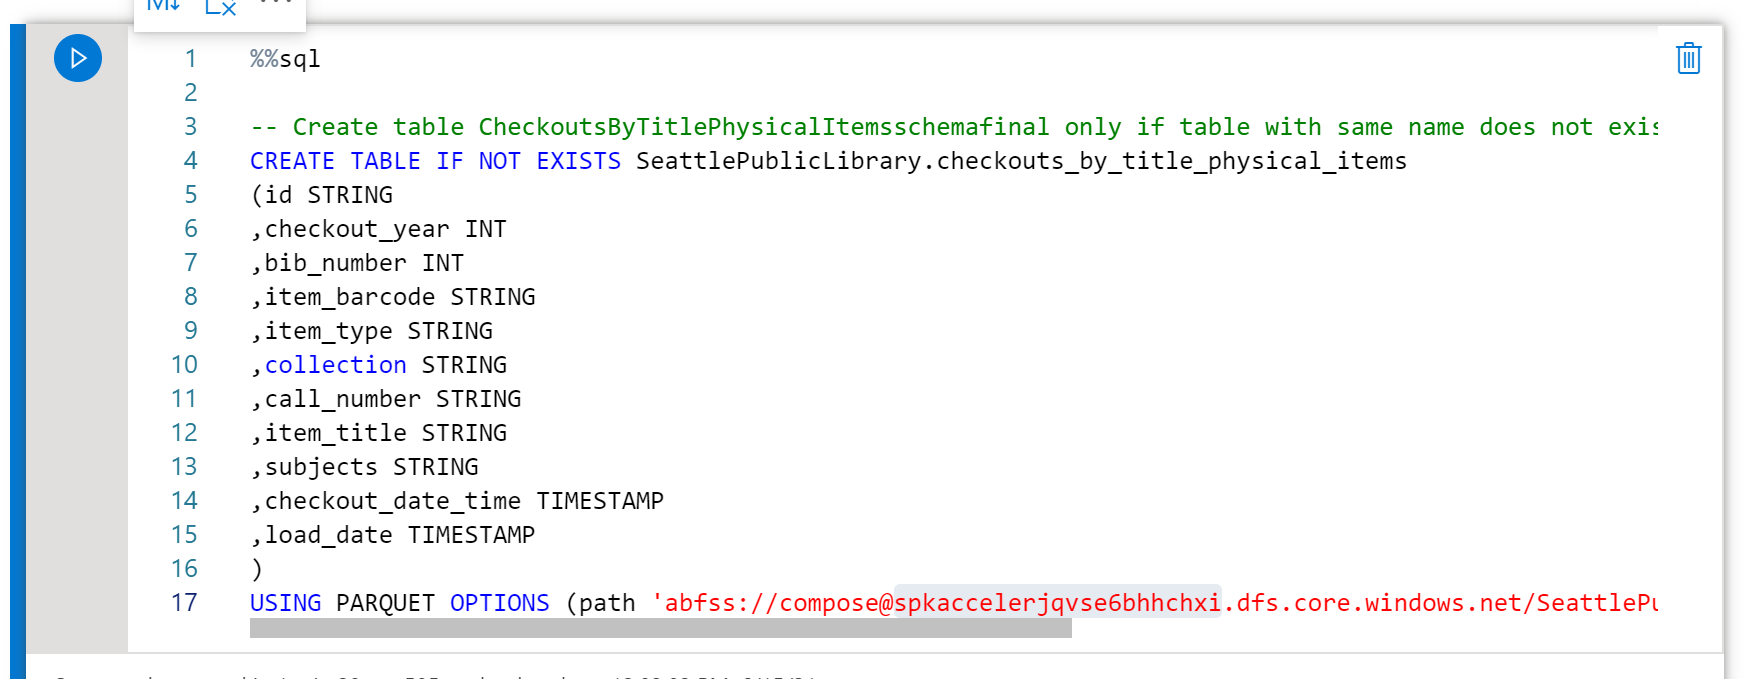 M↓
1 %%sql
2
3 -- Create table CheckoutsByTitlePhysicalItemsschemafinal only if table with same name does not exis
4 CREATE TABLE IF NOT EXISTS SeattlePublicLibrary.checkouts_by_title_physical_items
5 (id STRING
6 ,checkout_year INT
7 ,bib_number INT
8 ,item_barcode STRING
9 ,item_type STRING
10 ,collection STRING
11 ,call_number STRING
12 ,item_title STRING
13 ,subjects STRING
14 ,checkout_date_time TIMESTAMP
15 ,load_date TIMESTAMP
16 )
17 USING PARQUET OPTIONS (path 'abfss://compose@spkaccelerjqvse6bhhchxi.dfs.core.windows.net/SeattlePu